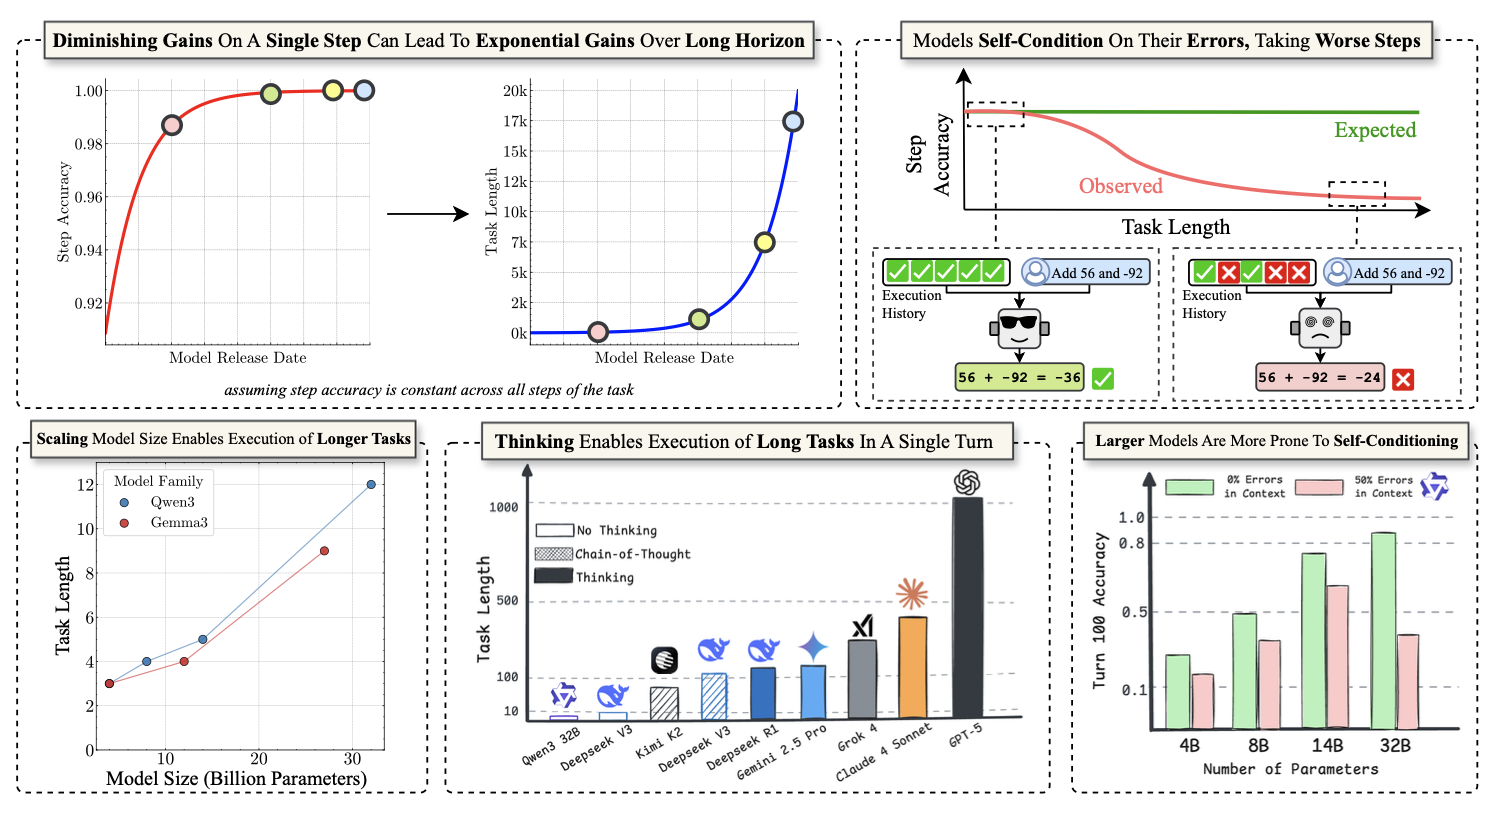 Diminishing Gains On A Single Step Can Lead To Exponential Gains Over Long Horizon
Step Accuracy
1.00
0.98
0.96
0.94
0.92
Model Release Date
Task Length
20k
17k
15k
12k
10k
7k
5k
2k
0k
Model Release Date
assuming step accuracy is constant across all steps of the task
Models Self-Condition On Their Errors, Taking Worse Steps
Step
Accuracy
Expected
Observed
Task Length
Add 56 and -92
Execution
History
56 + -92 = -36
Add 56 and -92
Execution
History
56 + -92 = -24
Scaling Model Size Enables Execution of Longer Tasks
Task Length
12
10
8
6
4
2
0
Model Family
Qwen3
Gemma3
10
20
30
Model Size (Billion Parameters)
Thinking Enables Execution of Long Tasks In A Single Turn
Task Length
1000
500
100
10
No Thinking
Chain-of-Thought
Thinking
Qwen3 32B
Deepseek V3
Kimi K2
Deepseek V3
Deepseek R1
Gemini 2.5 Pro
Grok 4
Claude 4 Sonnet
GPT-5
Larger Models Are More Prone To Self-Conditioning
0% Errors
in Context
50% Errors
in Context
Turn 100 Accuracy
1.0
0.8
0.5
0.1
4B
8B
14B
32B
Number of Parameters